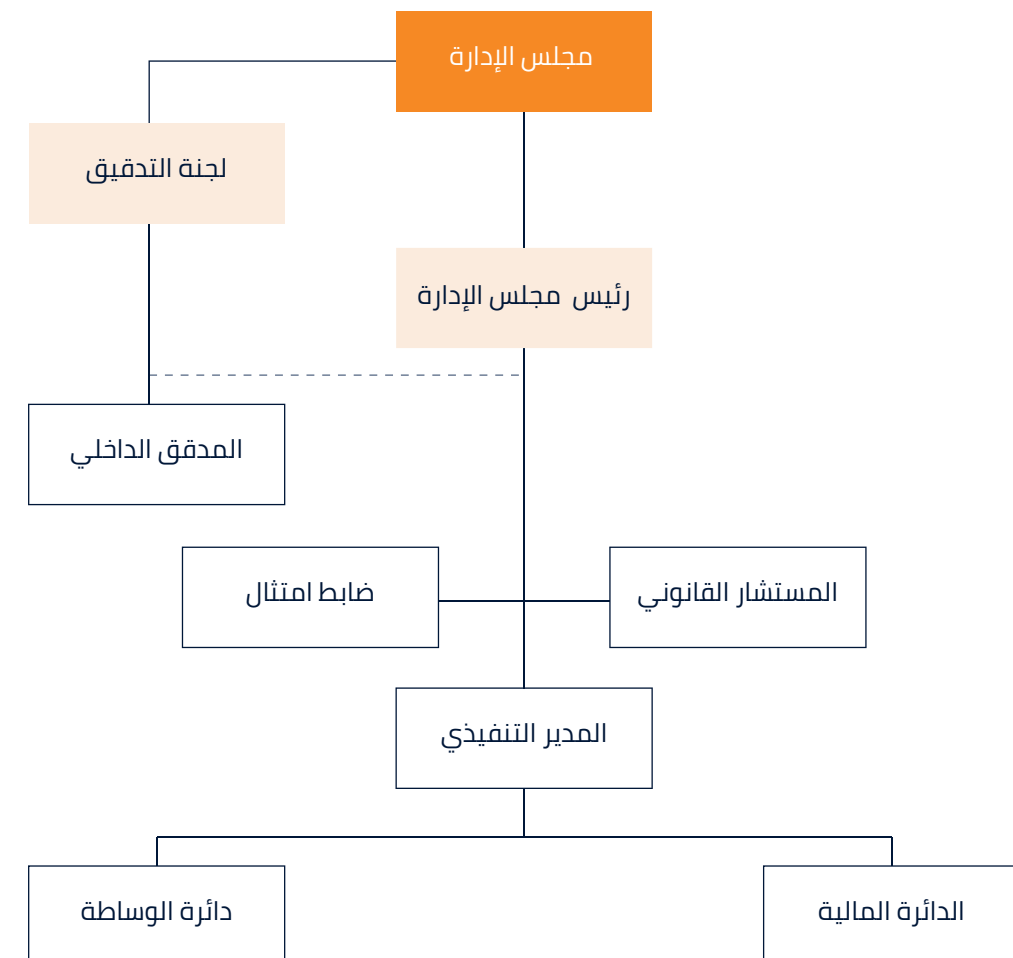 مجلس الإدارة
لجنة التدقيق
رئيس مجلس الإدارة
المدقق الداخلي
المستشار القانوني
ضابط امتثال
المدير التنفيذي
الدائرة المالية
دائرة الوساطة